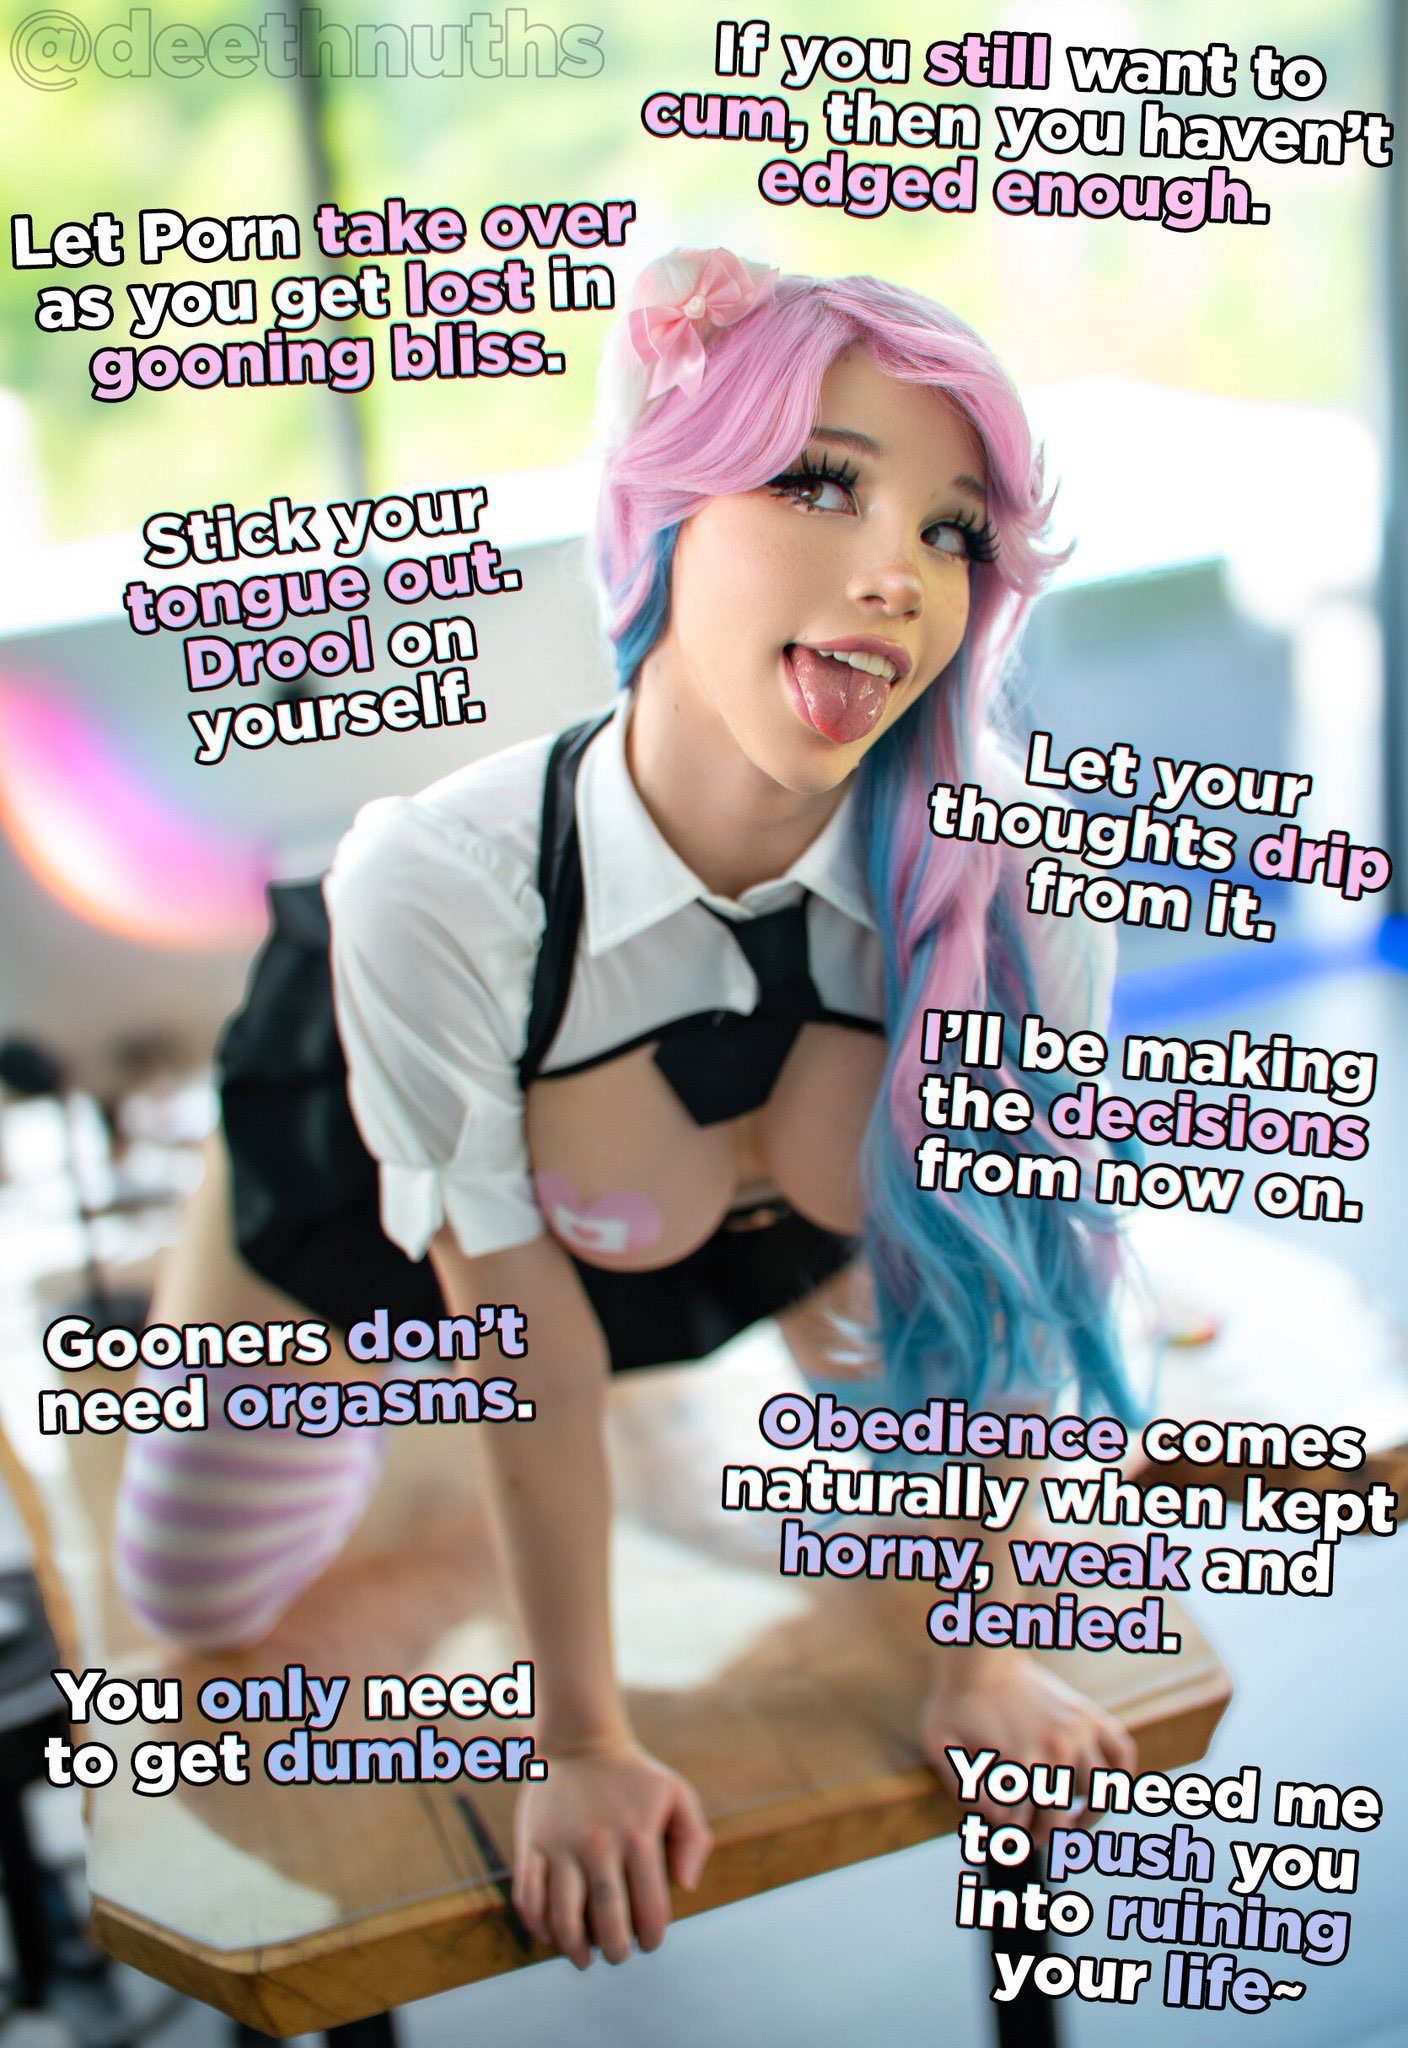 @deethnuths
If you still want to
cum, then you haven't
edged enough.
Let Porn take over
as you get lost in
gooning bliss.
Stick your
tongue out.
Drool on
yourself.
Let your
thoughts drip
from it.
I'll be making
the decisions
from now on.
Gooners don't
need orgasms.
Obedience comes
naturally when kept
horny, weak and
denied.
You only need
to get dumber.
You need me
to push you
into ruining
your life~